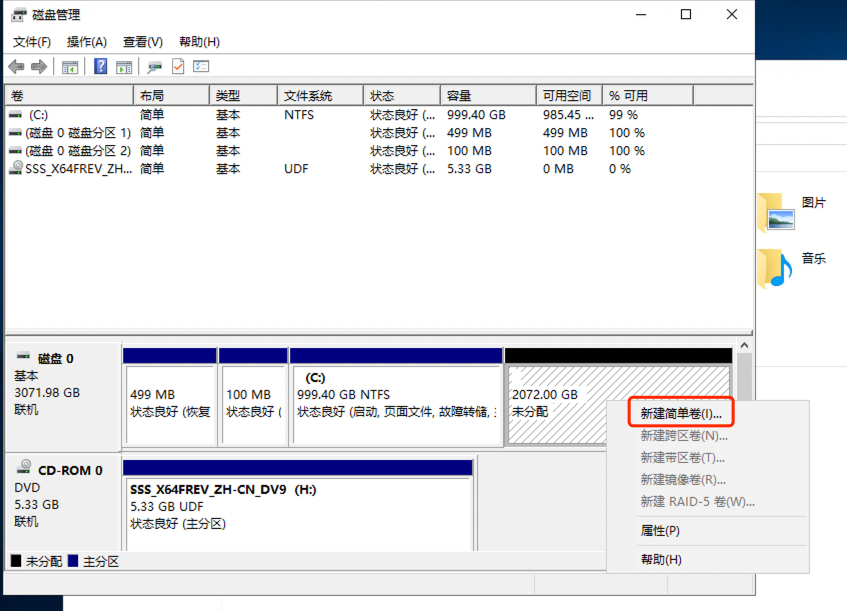 磁盘管理
文件(F) 操作(A) 查看(V) 帮助(H)
卷 布局 类型 文件系统 状态 容量 可用空间 % 可用
(C:) 简单 基本 NTFS 状态良好 (... 999.40 GB 985.45 ... 99 %
(磁盘 0 磁盘分区 1) 简单 基本 状态良好 (... 499 MB 499 MB 100 %
(磁盘 0 磁盘分区 2) 简单 基本 状态良好 (... 100 MB 100 MB 100 %
SSS_X64FREV_ZH... 简单 基本 UDF 状态良好 (... 5.33 GB 0 MB 0 %
图片
音乐
磁盘 0
基本
3071.98 GB
联机
499 MB
状态良好 (恢复
100 MB
状态良好 (
(C:)
999.40 GB NTFS
状态良好 (启动, 页面文件, 故障转储, 主
2072.00 GB
未分配
新建简单卷(I)...
新建跨区卷(N)...
新建带区卷(T)...
新建镜像卷(R)...
新建 RAID-5 卷(W)...
属性(P)
帮助(H)
CD-ROM 0
DVD
5.33 GB
联机
SSS_X64FREV_ZH-CN_DV9 (H:)
5.33 GB UDF
状态良好 (主分区)
未分配 主分区